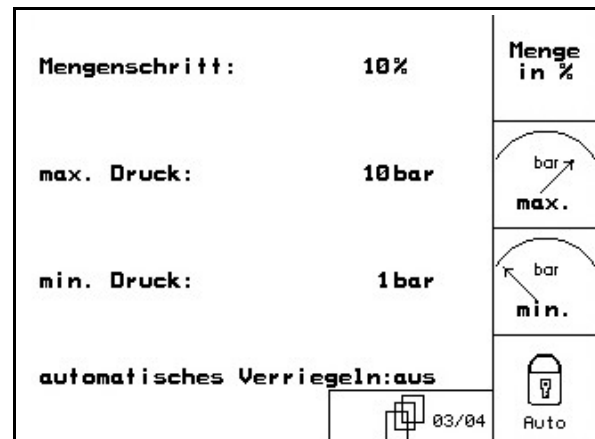 Mengenschritt: 10%
Menge
in %
max. Druck: 10bar
bar
max.
min. Druck: 1bar
bar
min.
automatisches Verriegeln:aus
03/04
Auto